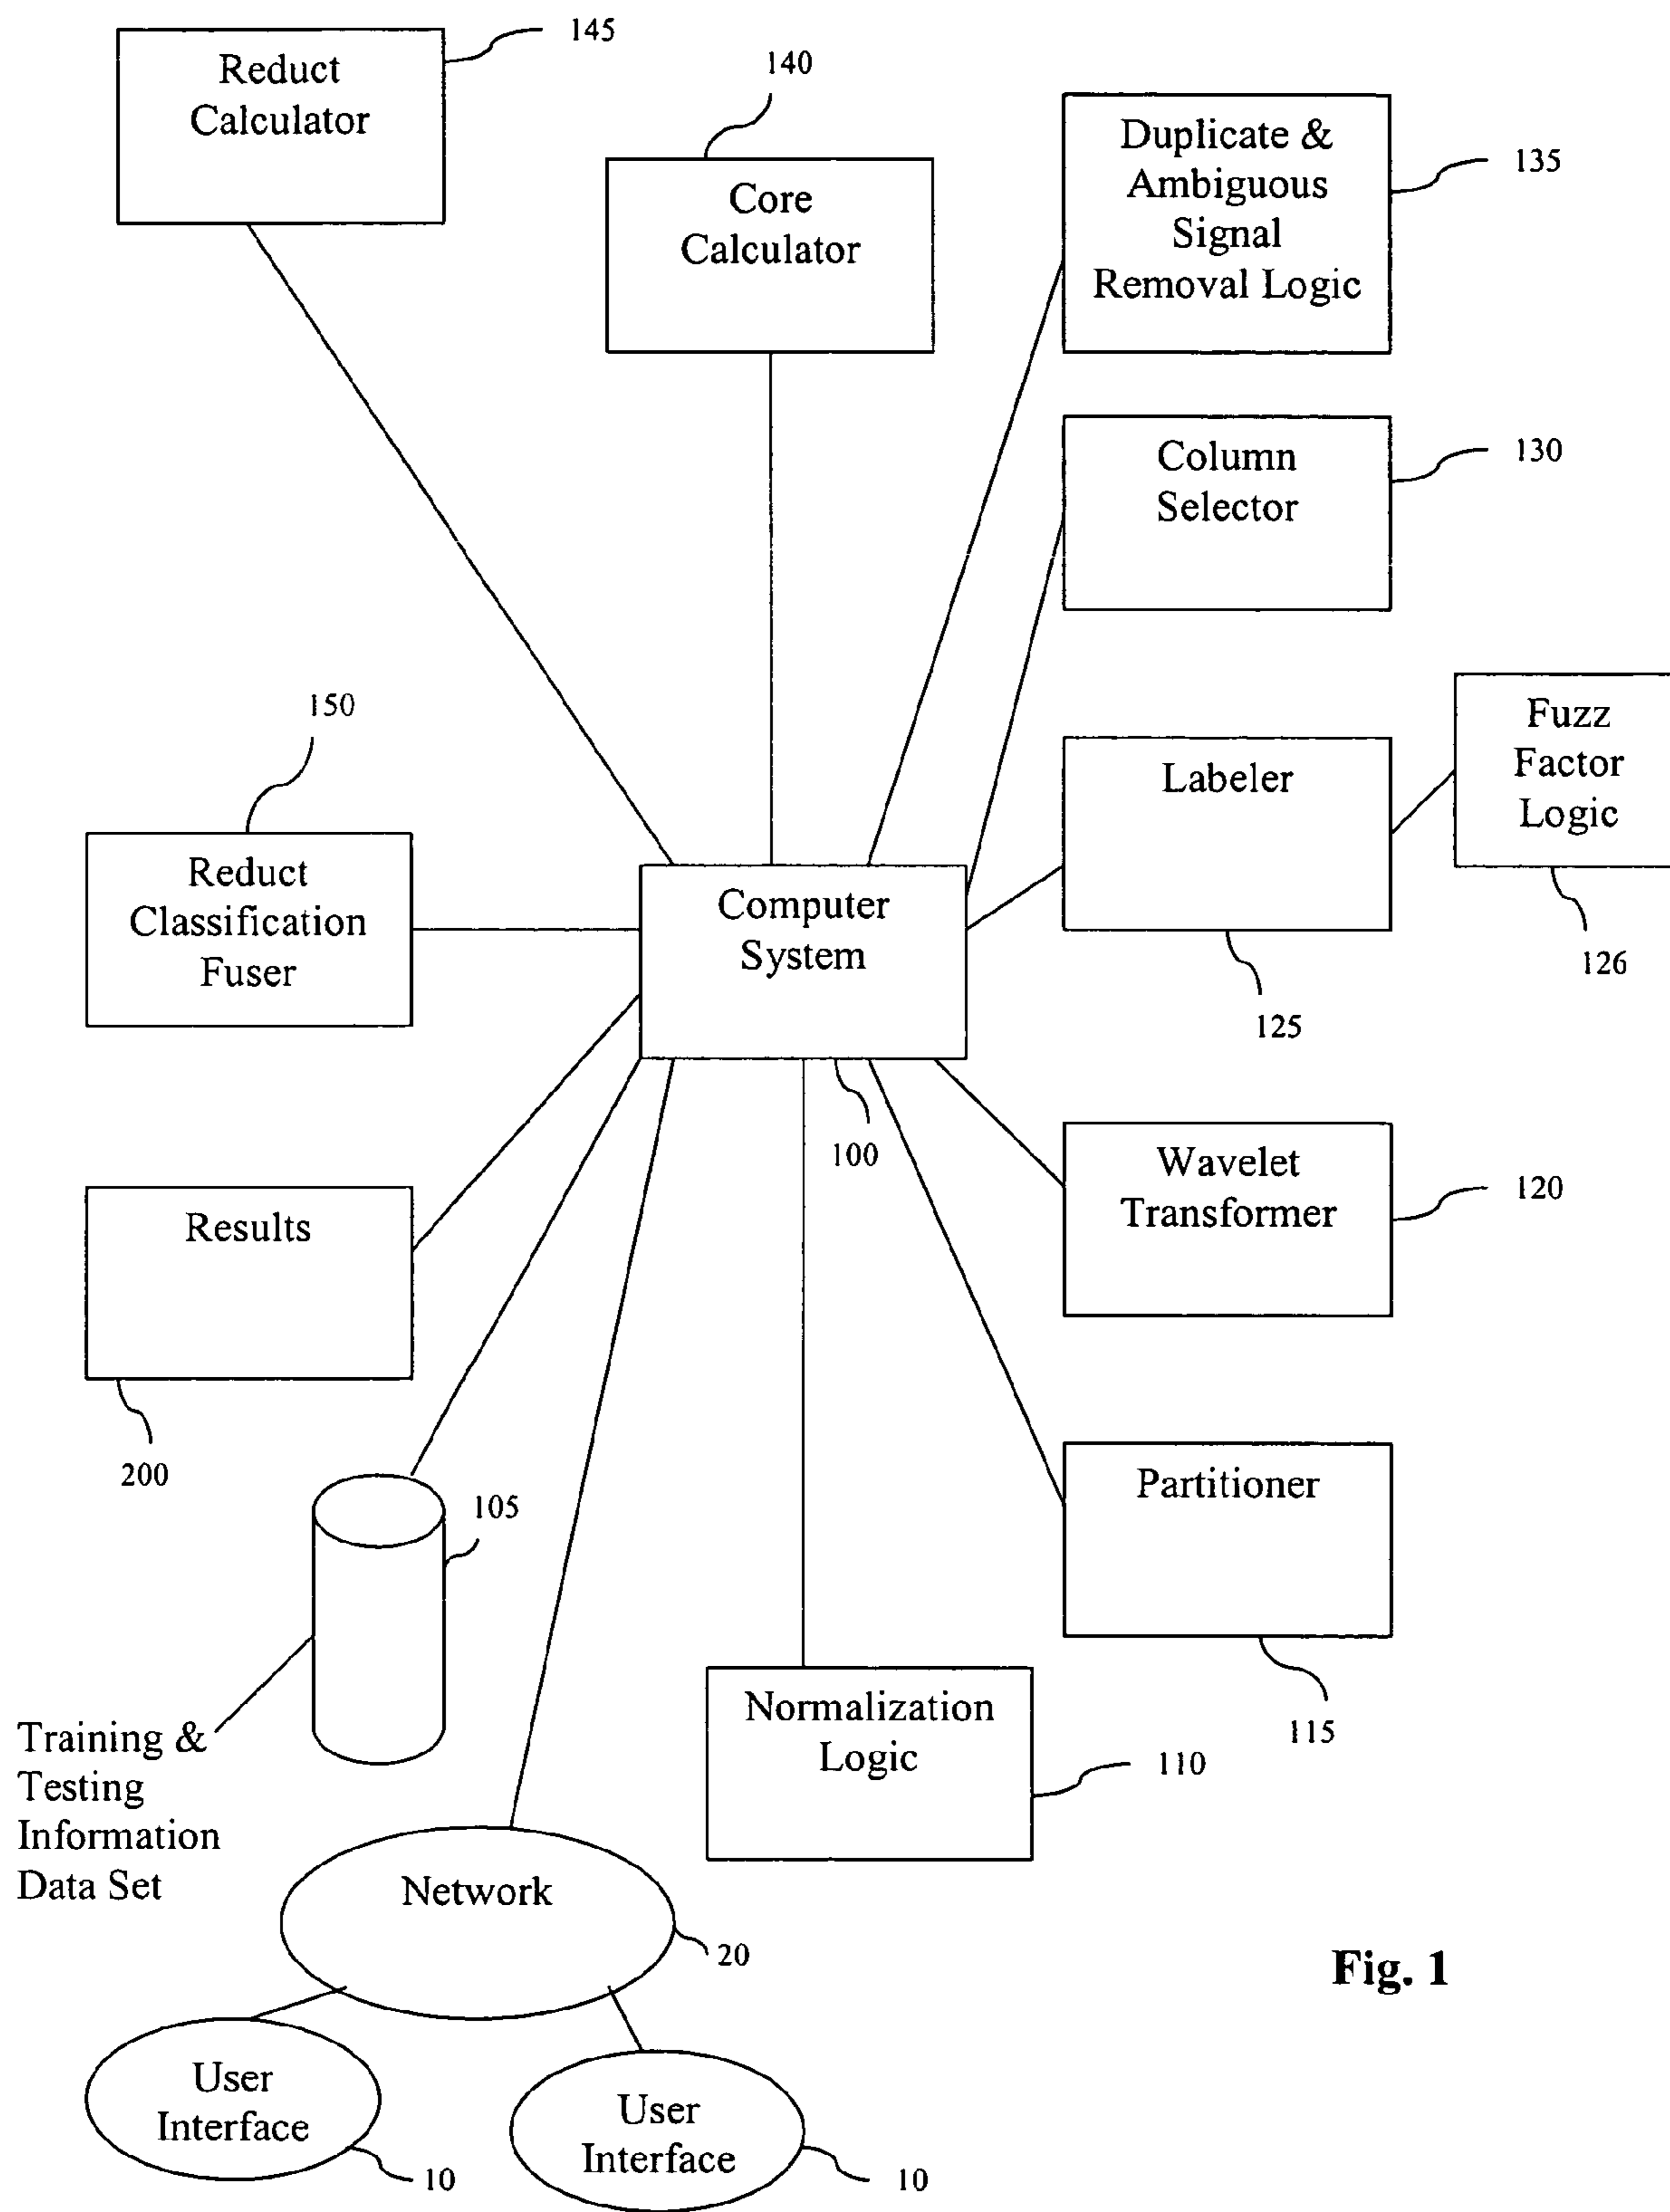 145
Reduct
Calculator
140
Core
Calculator
Duplicate &
Ambiguous
Signal
Removal Logic
135
Column
Selector
130
150
Reduct
Classification
Fuser
Computer
System
100
Labeler
125
Fuzz
Factor
Logic
126
Results
200
Wavelet
Transformer
120
105
Training &
Testing
Information
Data Set
Partitioner
115
Normalization
Logic
110
Network
20
User
Interface
10
User
Interface
10
Fig. 1